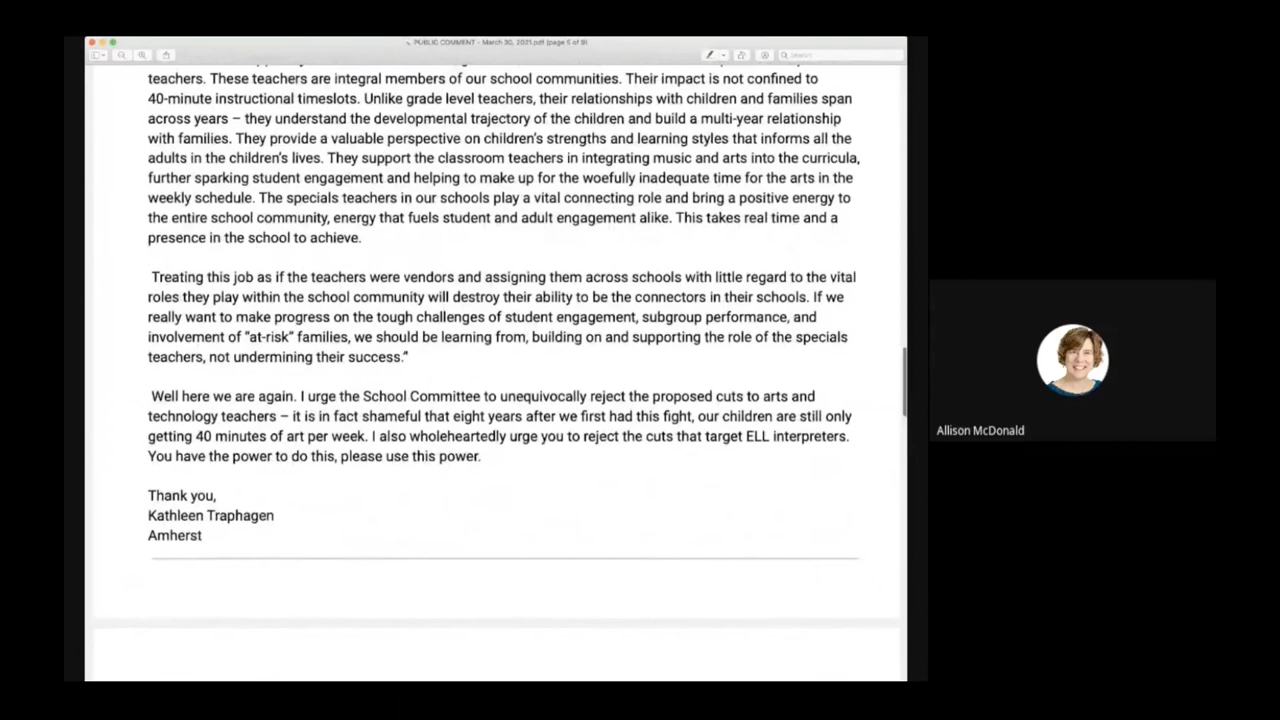 PUBLIC COMMENT - March 30, 2021.pdf (page 5 of 9)
Search
teachers. These teachers are integral members of our school communities. Their impact is not confined to
40-minute instructional timeslots. Unlike grade level teachers, their relationships with children and families span
across years – they understand the developmental trajectory of the children and build a multi-year relationship
with families. They provide a valuable perspective on children's strengths and learning styles that informs all the
adults in the children's lives. They support the classroom teachers in integrating music and arts into the curricula,
further sparking student engagement and helping to make up for the woefully inadequate time for the arts in the
weekly schedule. The specials teachers in our schools play a vital connecting role and bring a positive energy to
the entire school community, energy that fuels student and adult engagement alike. This takes real time and a
presence in the school to achieve.
Treating this job as if the teachers were vendors and assigning them across schools with little regard to the vital
roles they play within the school community will destroy their ability to be the connectors in their schools. If we
really want to make progress on the tough challenges of student engagement, subgroup performance, and
involvement of "at-risk" families, we should be learning from, building on and supporting the role of the specials
teachers, not undermining their success."
Well here we are again. I urge the School Committee to unequivocally reject the proposed cuts to arts and
technology teachers – it is in fact shameful that eight years after we first had this fight, our children are still only
getting 40 minutes of art per week. I also wholeheartedly urge you to reject the cuts that target ELL interpreters.
You have the power to do this, please use this power.
Thank you,
Kathleen Traphagen
Amherst
Allison McDonald